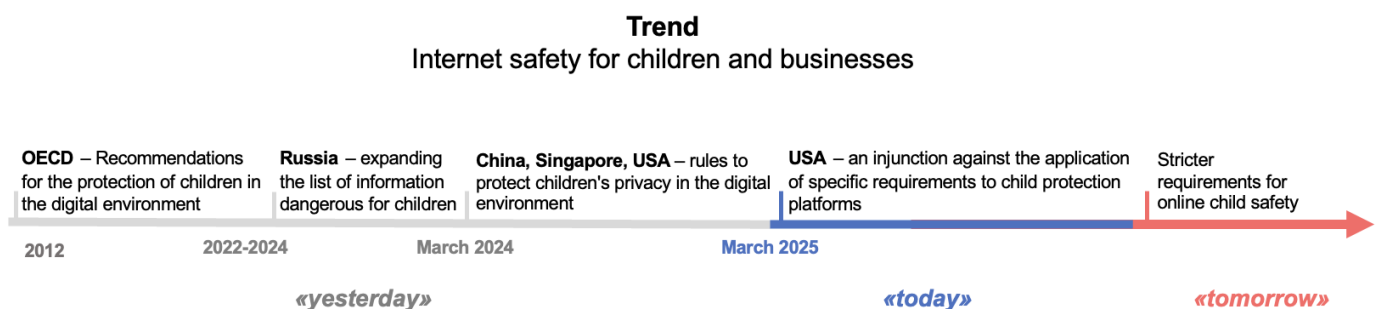 Trend
Internet safety for children and businesses
OECD – Recommendations
for the protection of children in
the digital environment
Russia – expanding
the list of information
dangerous for children
China, Singapore, USA – rules to
protect children's privacy in the digital
environment
USA – an injunction against the application
of specific requirements to child protection
platforms
Stricter
requirements for
online child safety
2012
2022-2024
March 2024
March 2025
«yesterday»
«today»
«tomorrow»